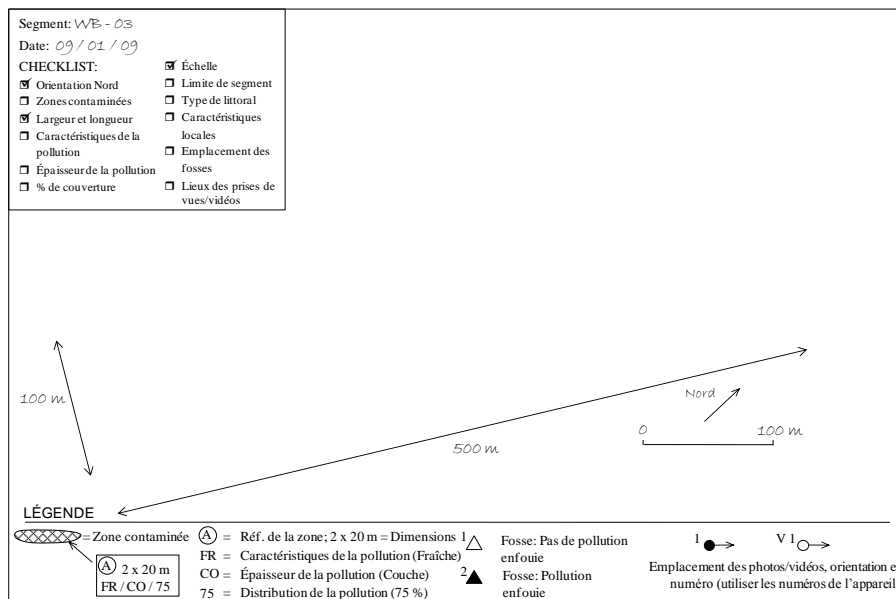 Segment: WB - 03
Date: 09 / 01 / 09
CHECKLIST:
Orientation Nord
Zones contaminées
Largeur et longueur
Caractéristiques de la
pollution
Épaisseur de la pollution
% de couverture
Échelle
Limite de segment
Type de littoral
Caractéristiques
locales
Emplacement des
fosses
Lieux des prises de
vues/vidéos
100 m
500 m
Nord
0 100 m
LÉGENDE
= Zone contaminée
A 2 x 20 m
FR / CO / 75
A = Réf. de la zone; 2 x 20 m = Dimensions
FR = Caractéristiques de la pollution (Fraîche)
CO = Épaisseur de la pollution (Couche)
75 = Distribution de la pollution (75 %)
1 Fosse: Pas de pollution
enfouie
2 Fosse: Pollution
enfouie
1 V 1
Emplacement des photos/vidéos, orientation e
numéro (utiliser les numéros de l'appareil